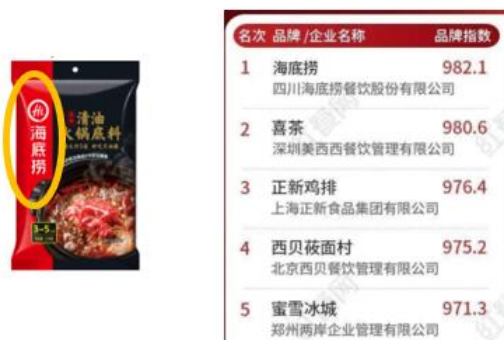 Hi
海底捞
清油
火锅底料
3~5
名次 品牌/企业名称 品牌指数
1 海底捞 982.1
四川海底捞餐饮股份有限公司
2 喜茶 980.6
深圳美西西餐饮管理有限公司
3 正新鸡排 976.4
上海正新食品集团有限公司
4 西贝莜面村 975.2
北京西贝餐饮管理有限公司
5 蜜雪冰城 971.3
郑州两岸企业管理有限公司